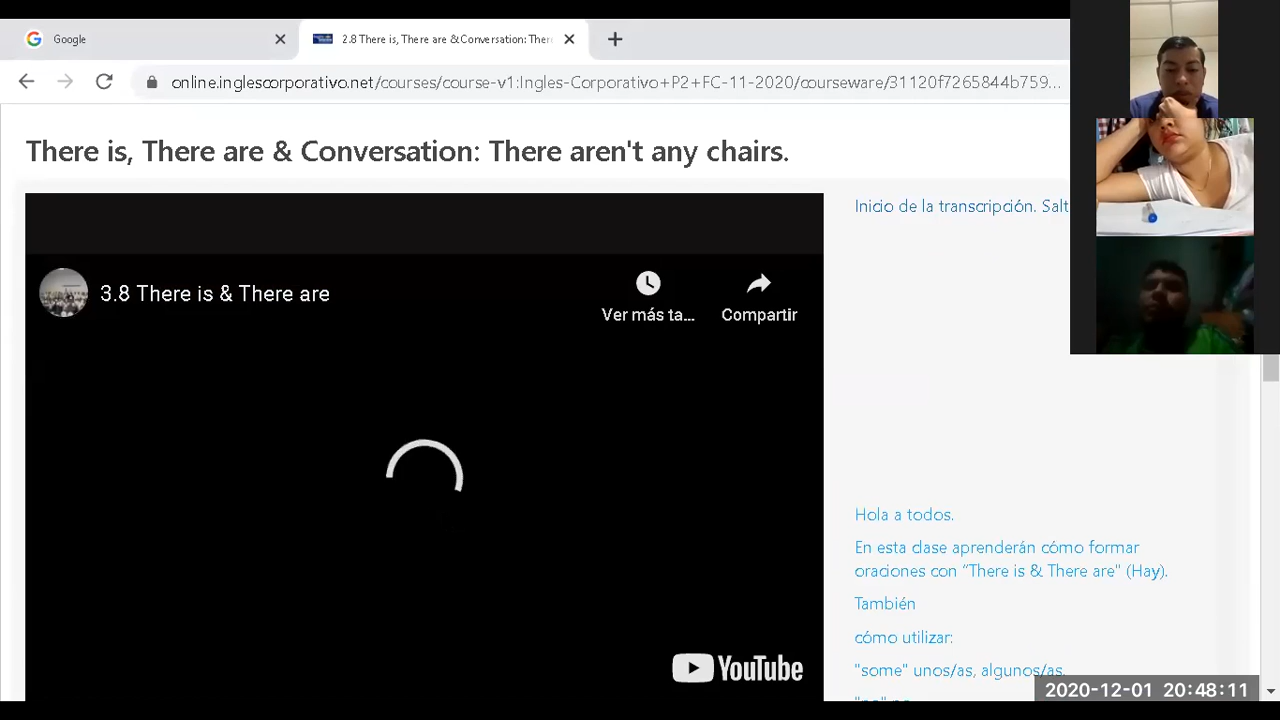 Google
2.8 There is, There are & Conversation: Ther
online.inglescorporativo.net/courses/course-v1:Ingles-Corporativo+P2+FC-11-2020/courseware/31120f7265844b759...
There is, There are & Conversation: There aren't any chairs.
Inicio de la transcripción. Salt
3.8 There is & There are
Ver más ta...
Compartir
Hola a todos.
En esta clase aprenderán cómo formar
oraciones con “There is & There are" (Hay).
También
cómo utilizar:
"some" unos/as, algunos/as.
YouTube
2020-12-01 20:48:11